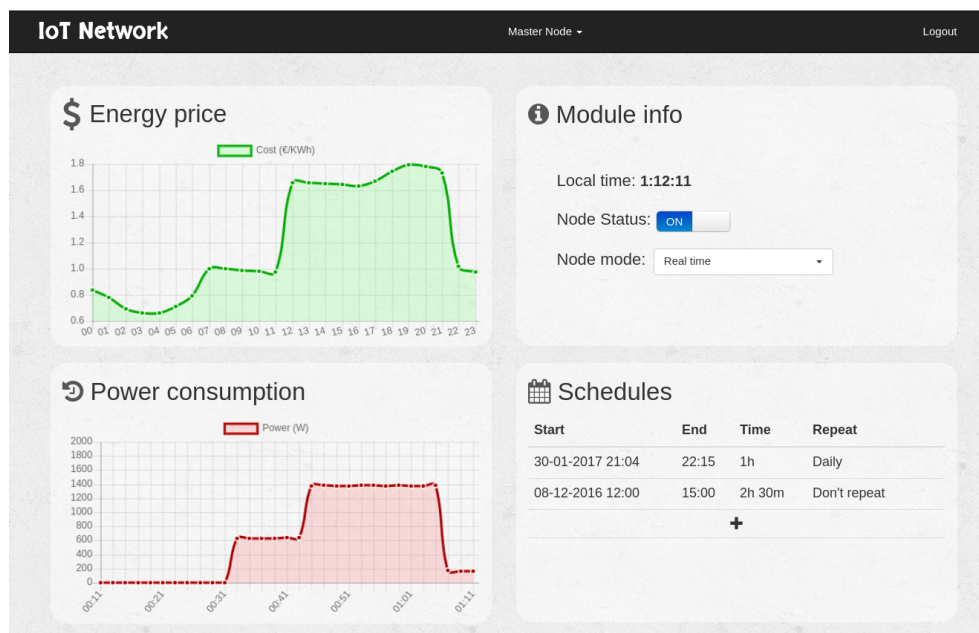 IoT Network
Master Node
Logout
Energy price
Cost (€/KWh)
1.8
1.6
1.4
1.2
1.0
0.8
0.6
00 01 02 03 04 05 06 07 08 09 10 11 12 13 14 15 16 17 18 19 20 21 22 23
Module info
Local time: 1:12:11
Node Status: ON
Node mode: Real time
Power consumption
Power (W)
2000
1800
1600
1400
1200
1000
800
600
400
200
0
00:11 00:21 00:31 00:41 00:51 01:01 01:11
Schedules
Start End Time Repeat
30-01-2017 21:04 22:15 1h Daily
08-12-2016 12:00 15:00 2h 30m Don't repeat